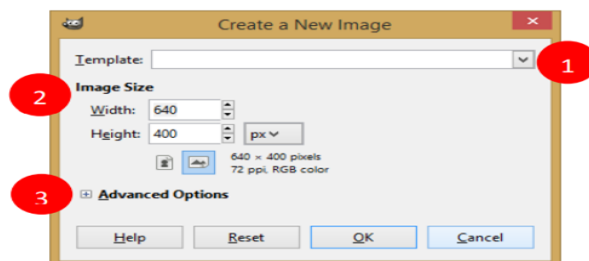 Create a New Image
Template:
1
2
Image Size
Width: 640
Height: 400 px
640 × 400 pixels
72 ppi, RGB color
3
Advanced Options
Help Reset OK Cancel